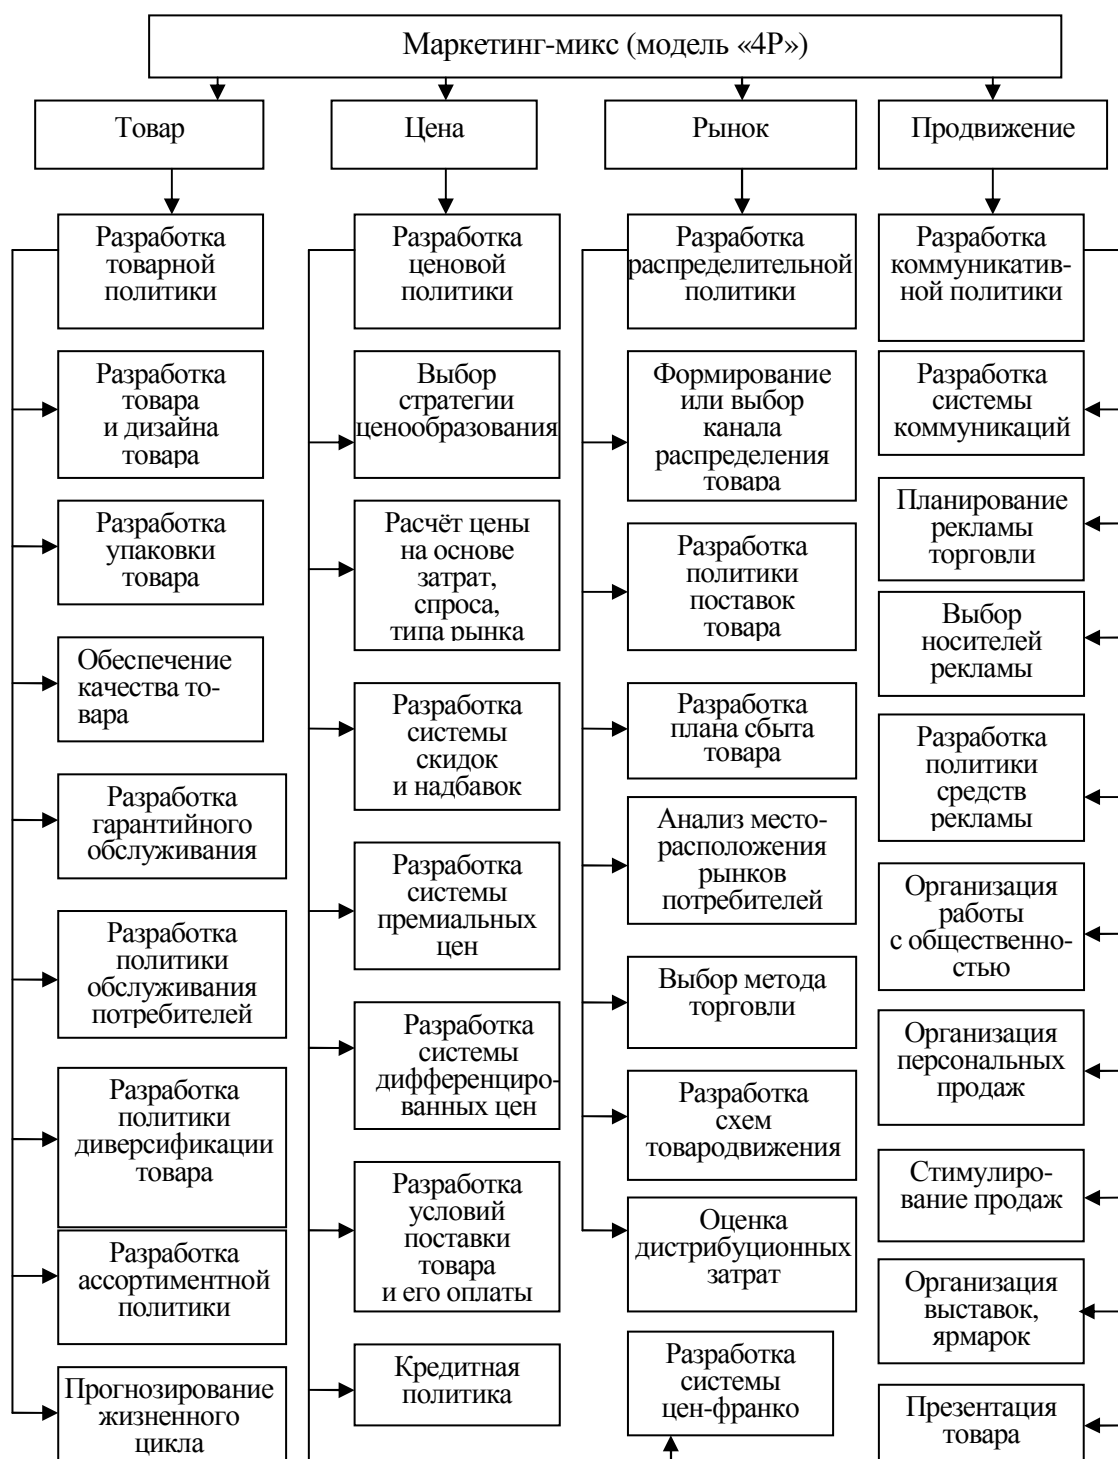 Маркетинг-микс (модель «4Р»)
Товар
Цена
Рынок
Продвижение
Разработка
товарной
политики
Разработка
товара
и дизайна
товара
Разработка
упаковки
товара
Обеспечение
качества то-
вара
Разработка
гарантийного
обслуживания
Разработка
политики
обслуживания
потребителей
Разработка
политики
диверсификации
товара
Разработка
ассортиментной
политики
Прогнозирование
жизненного
цикла
Разработка
ценовой
политики
Выбор
стратегии
ценообразования
Расчёт цены
на основе
затрат,
спроса,
типа рынка
Разработка
системы
скидок
и надбавок
Разработка
системы
премиальных
цен
Разработка
системы
дифференциро-
ванных цен
Разработка
условий
поставки
товара
и его оплаты
Кредитная
политика
Разработка
распределительной
политики
Формирование
или выбор
канала
распределения
товара
Разработка
политики
поставок
товара
Разработка
плана сбыта
товара
Анализ место-
расположения
рынков
потребителей
Выбор метода
торговли
Разработка
схем
товародвижения
Оценка
дистрибуционных
затрат
Разработка
системы
цен-франко
Разработка
коммуникатив-
ной политики
Разработка
системы
коммуникаций
Планирование
рекламы
торговли
Выбор
носителей
рекламы
Разработка
политики
средств
рекламы
Организация
работы
с общественно-
стью
Организация
персональных
продаж
Стимулиро-
вание продаж
Организация
выставок,
ярмарок
Презентация
товара